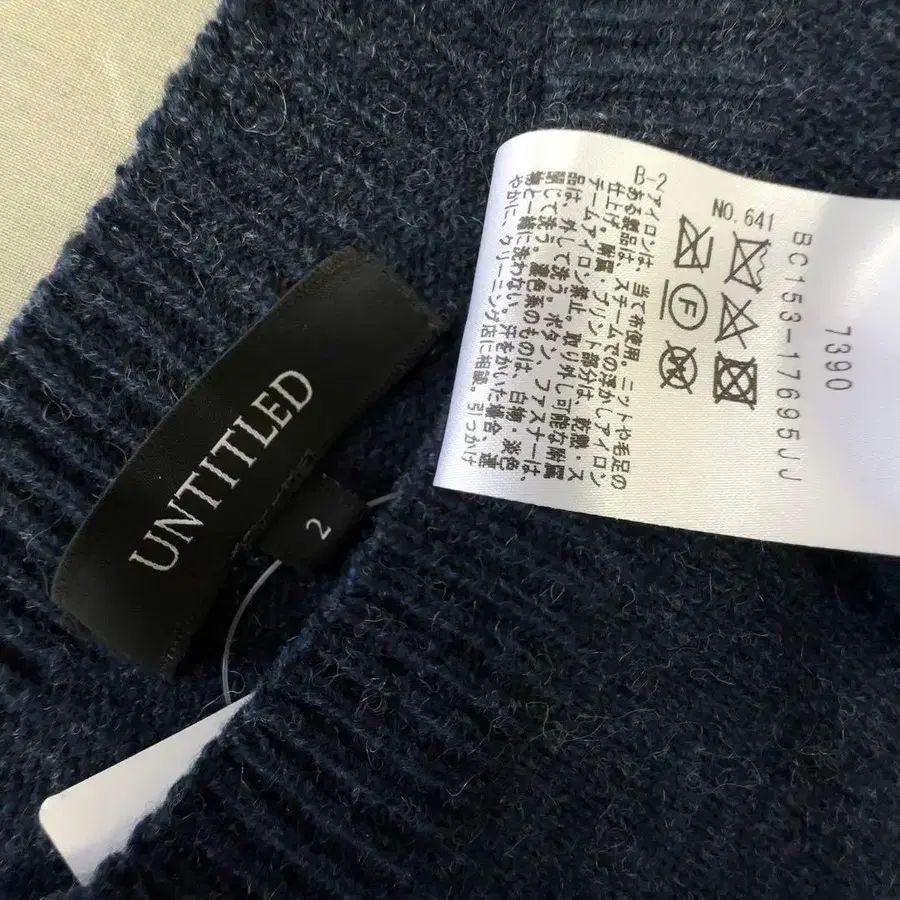 UNTITLED
2
7390
BC153-17695JJ
NO.641
F
B-2
アイロンは、当て布使用。ニットや毛足の
ある製品は、スチームでの浮かしアイロン
仕上げ。附属・プリント部分は、乾熱・ス
チームアイロン禁止。取り外し可能な附属
品は、外して洗う。ボタン、ファスナーは、
閉じて洗う。濃色系のものは、白物・淡色
物と一緒に洗わない。汗をかいた場合、速
やかに、クリーニング店に相談。引っかけ